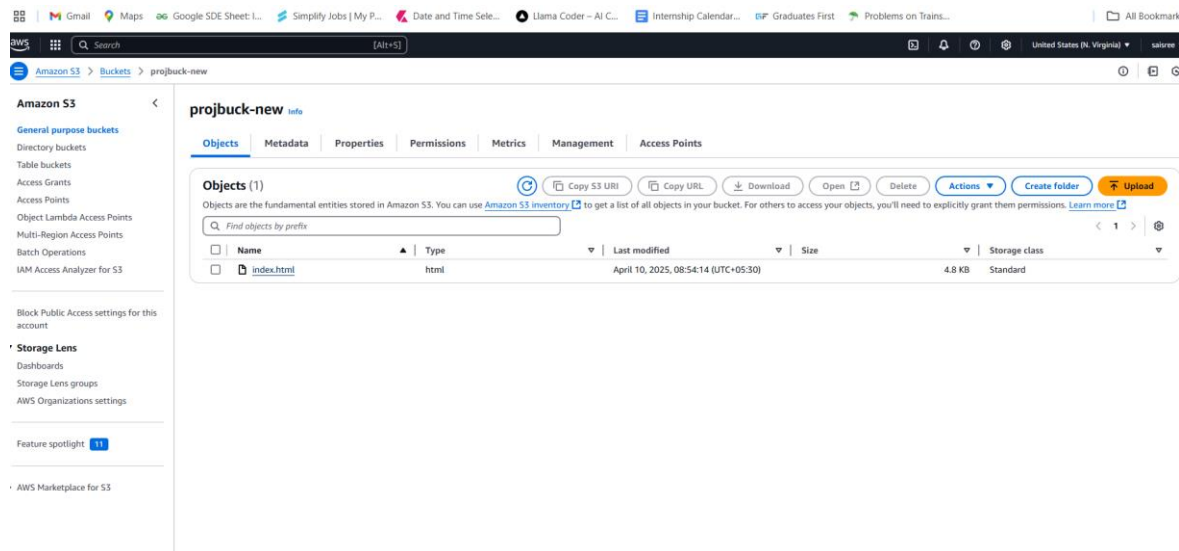 Gmail Maps Google SDE Sheet: I... Simplify Jobs | My P... Date and Time Sele... Llama Coder – AI C... Internship Calendar... Graduates First Problems on Trains... All Bookmark
aws Search [Alt+S] United States (N. Virginia) saisree
Amazon S3 > Buckets > projbuck-new
Amazon S3
General purpose buckets
Directory buckets
Table buckets
Access Grants
Access Points
Object Lambda Access Points
Multi-Region Access Points
Batch Operations
IAM Access Analyzer for S3
Block Public Access settings for this
account
Storage Lens
Dashboards
Storage Lens groups
AWS Organizations settings
Feature spotlight 11
AWS Marketplace for S3
projbuck-new Info
Objects Metadata Properties Permissions Metrics Management Access Points
Objects (1) Copy S3 URI Copy URL Download Open Delete Actions Create folder Upload
Objects are the fundamental entities stored in Amazon S3. You can use Amazon S3 inventory to get a list of all objects in your bucket. For others to access your objects, you'll need to explicitly grant them permissions. Learn more
Find objects by prefix 1
Name Type Last modified Size Storage class
index.html html April 10, 2025, 08:54:14 (UTC+05:30) 4.8 KB Standard